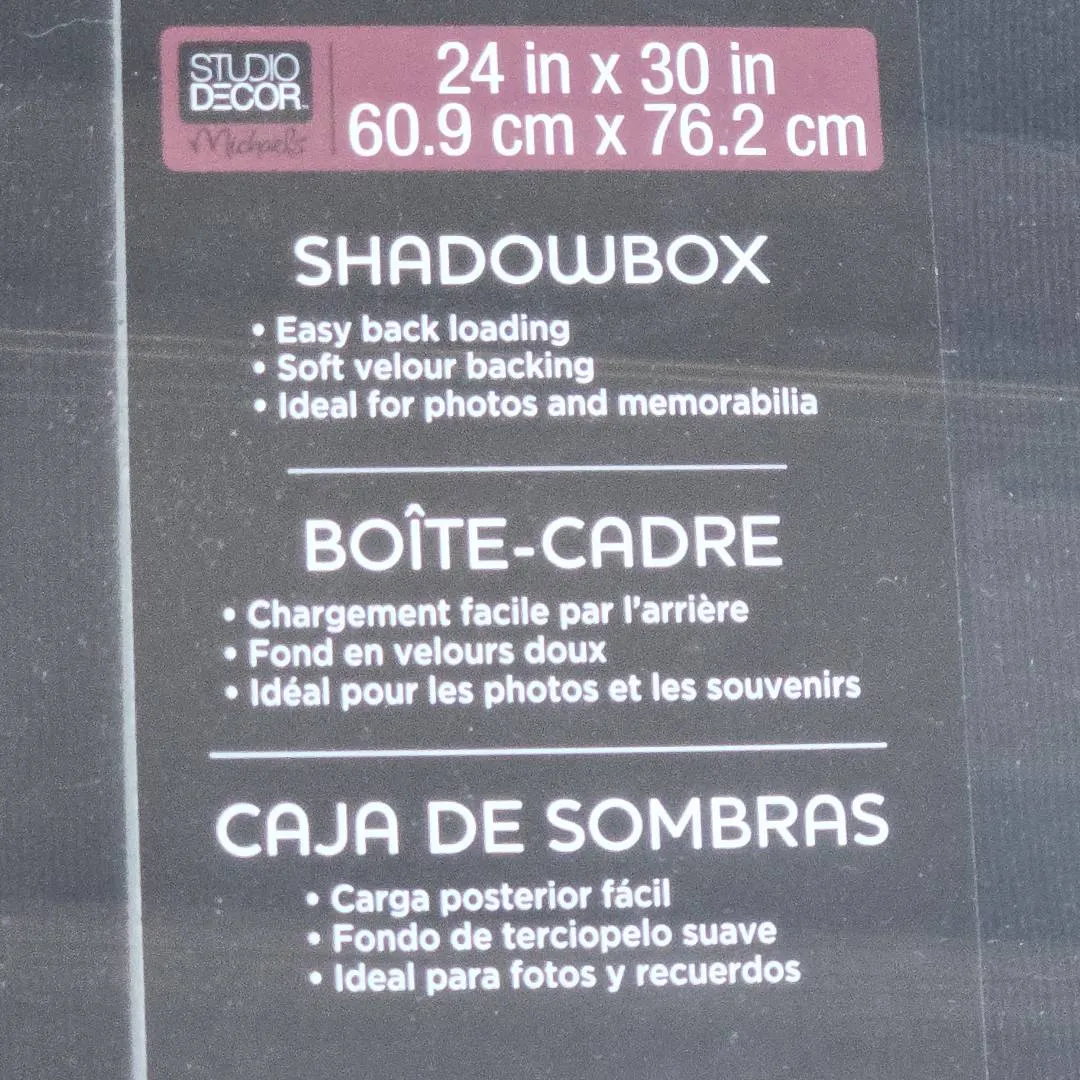 STUDIO
DECOR™
Michaels
24 in x 30 in
60.9 cm x 76.2 cm
SHADOWBOX
• Easy back loading
• Soft velour backing
• Ideal for photos and memorabilia
BOÎTE-CADRE
• Chargement facile par l'arrière
• Fond en velours doux
• Idéal pour les photos et les souvenirs
CAJA DE SOMBRAS
• Carga posterior fácil
• Fondo de terciopelo suave
• Ideal para fotos y recuerdos